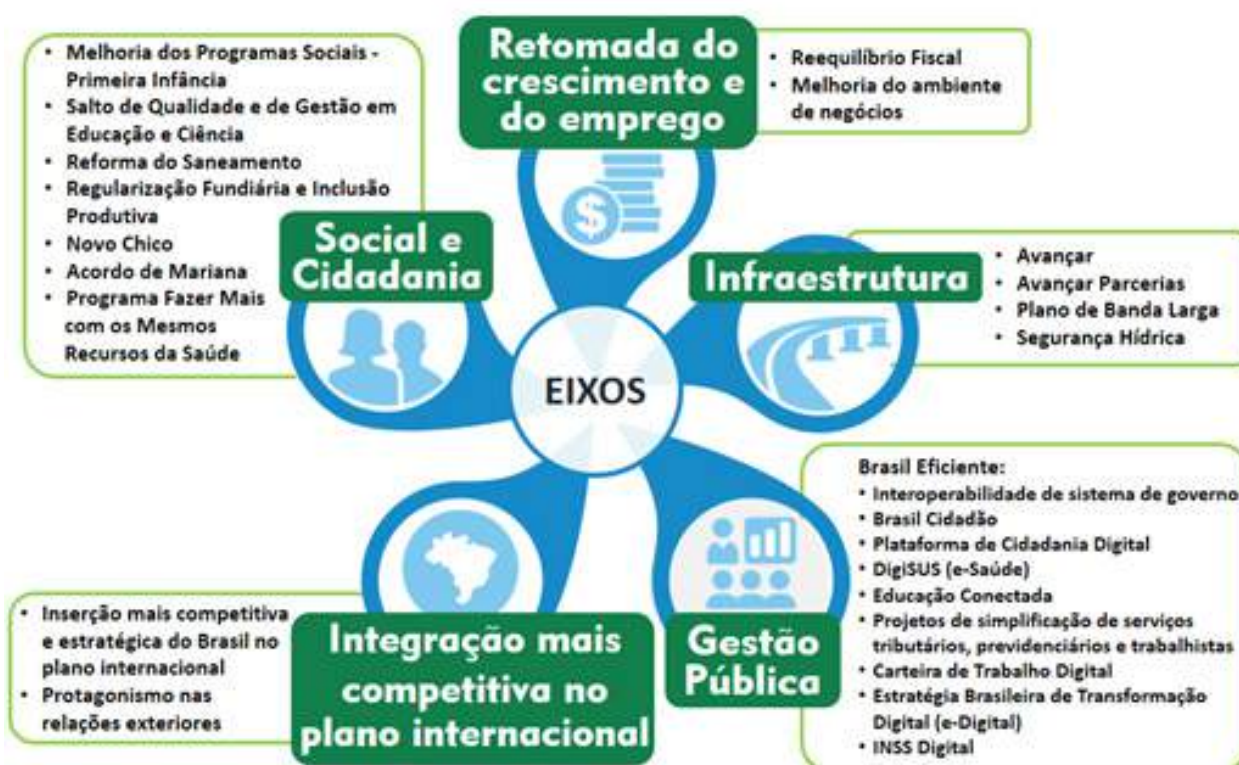 Retomada do
crescimento e
do emprego
• Reequilíbrio Fiscal
• Melhoria do ambiente
de negócios
• Melhoria dos Programas Sociais -
Primeira Infância
• Salto de Qualidade e de Gestão em
Educação e Ciência
• Reforma do Saneamento
• Regularização Fundiária e Inclusão
Produtiva
• Novo Chico
• Acordo de Mariana
• Programa Fazer Mais
com os Mesmos
Recursos da Saúde
Social e
Cidadania
Infraestrutura
• Avançar
• Avançar Parcerias
• Plano de Banda Larga
• Segurança Hídrica
EIXOS
• Inserção mais competitiva
e estratégica do Brasil no
plano internacional
• Protagonismo nas
relações exteriores
Integração mais
competitiva no
plano internacional
Gestão
Pública
Brasil Eficiente:
• Interoperabilidade de sistema de governo
• Brasil Cidadão
• Plataforma de Cidadania Digital
• DigiSUS (e-Saúde)
• Educação Conectada
• Projetos de simplificação de serviços
tributários, previdenciários e trabalhistas
• Carteira de Trabalho Digital
• Estratégia Brasileira de Transformação
Digital (e-Digital)
• INSS Digital